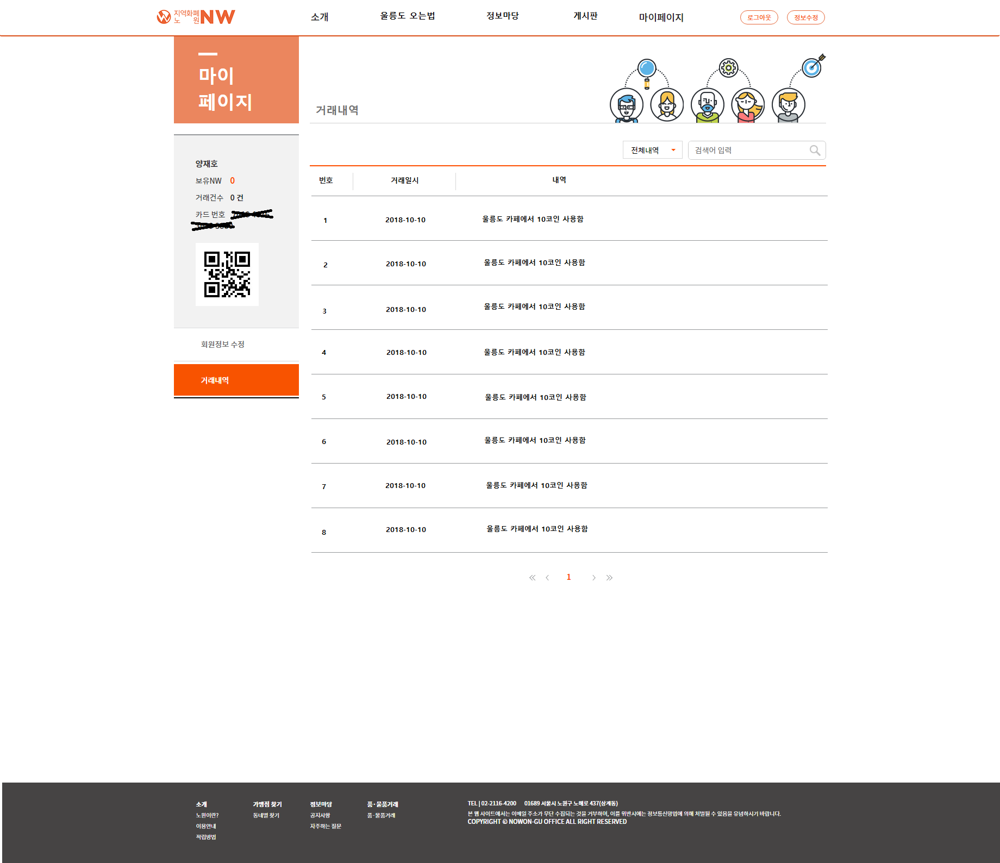 지역화폐
노 원 NW
소개
울릉도 오는법
정보마당
게시판
마이페이지
로그아웃
정보수정
마이
페이지
거래내역
양재호
보유NW 0
거래건수 0 건
카드 번호
회원정보 수정
거래내역
전체내역
검색어 입력
번호 거래일시 내역
1 2018-10-10 울릉도 카페에서 10코인 사용함
2 2018-10-10 울릉도 카페에서 10코인 사용함
3 2018-10-10 울릉도 카페에서 10코인 사용함
4 2018-10-10 울릉도 카페에서 10코인 사용함
5 2018-10-10 울릉도 카페에서 10코인 사용함
6 2018-10-10 울릉도 카페에서 10코인 사용함
7 2018-10-10 울릉도 카페에서 10코인 사용함
8 2018-10-10 울릉도 카페에서 10코인 사용함
1
소개
노원이란?
이용안내
적립방법
가맹점 찾기
동네별 찾기
정보마당
공지사항
자주하는 질문
품·물품거래
품·물품거래
TEL | 02-2116-4200 01689 서울시 노원구 노해로 437(상계동)
본 웹 사이트에서는 이메일 주소가 무단 수집되는 것을 거부하며, 이를 위반시에는 정보통신망법에 의해 처벌될 수 있음을 유념하시기 바랍니다.
COPYRIGHT © NOWON-GU OFFICE ALL RIGHT RESERVED